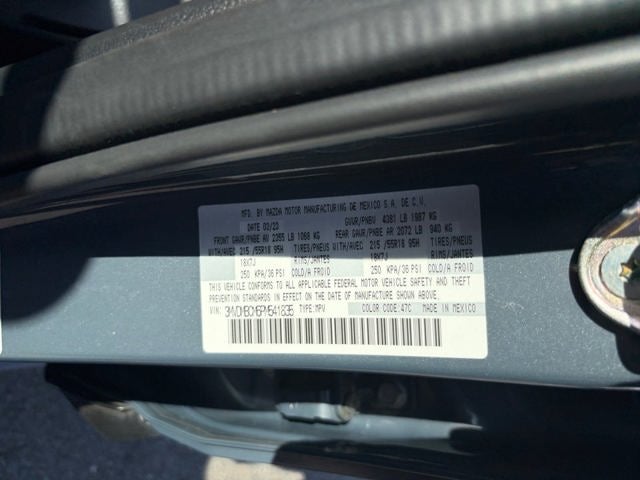 MFD. BY MAZDA MOTOR MANUFACTURING DE MEXICO S.A. DE C.V.
DATE 03/23 GVWR/PNBV 4381 LB 1987 KG
FRONT GAWR/PNBE AV 2355 LB 1068 KG REAR GAWR/PNBE AR 2072 LB 940 KG
WITH/AVEC 215 /55R18 95H TIRES/PNEUS WITH/AVEC 215 /55R18 95H TIRES/PNEUS
18X7J RIMS/JANTES 18X7J RIMS/JANTES
250 KPA/36 PSI COLD/A FROID 250 KPA/36 PSI COLD/A FROID
THIS VEHICLE CONFORMS TO ALL APPLICABLE FEDERAL MOTOR VEHICLE SAFETY AND THEFT
PREVENTION STANDARDS IN EFFECT ON THE DATE OF MANUFACTURE SHOWN ABOVE.
VIN: TYPE:MPV COLOR CODE:47C MADE IN MEXICO